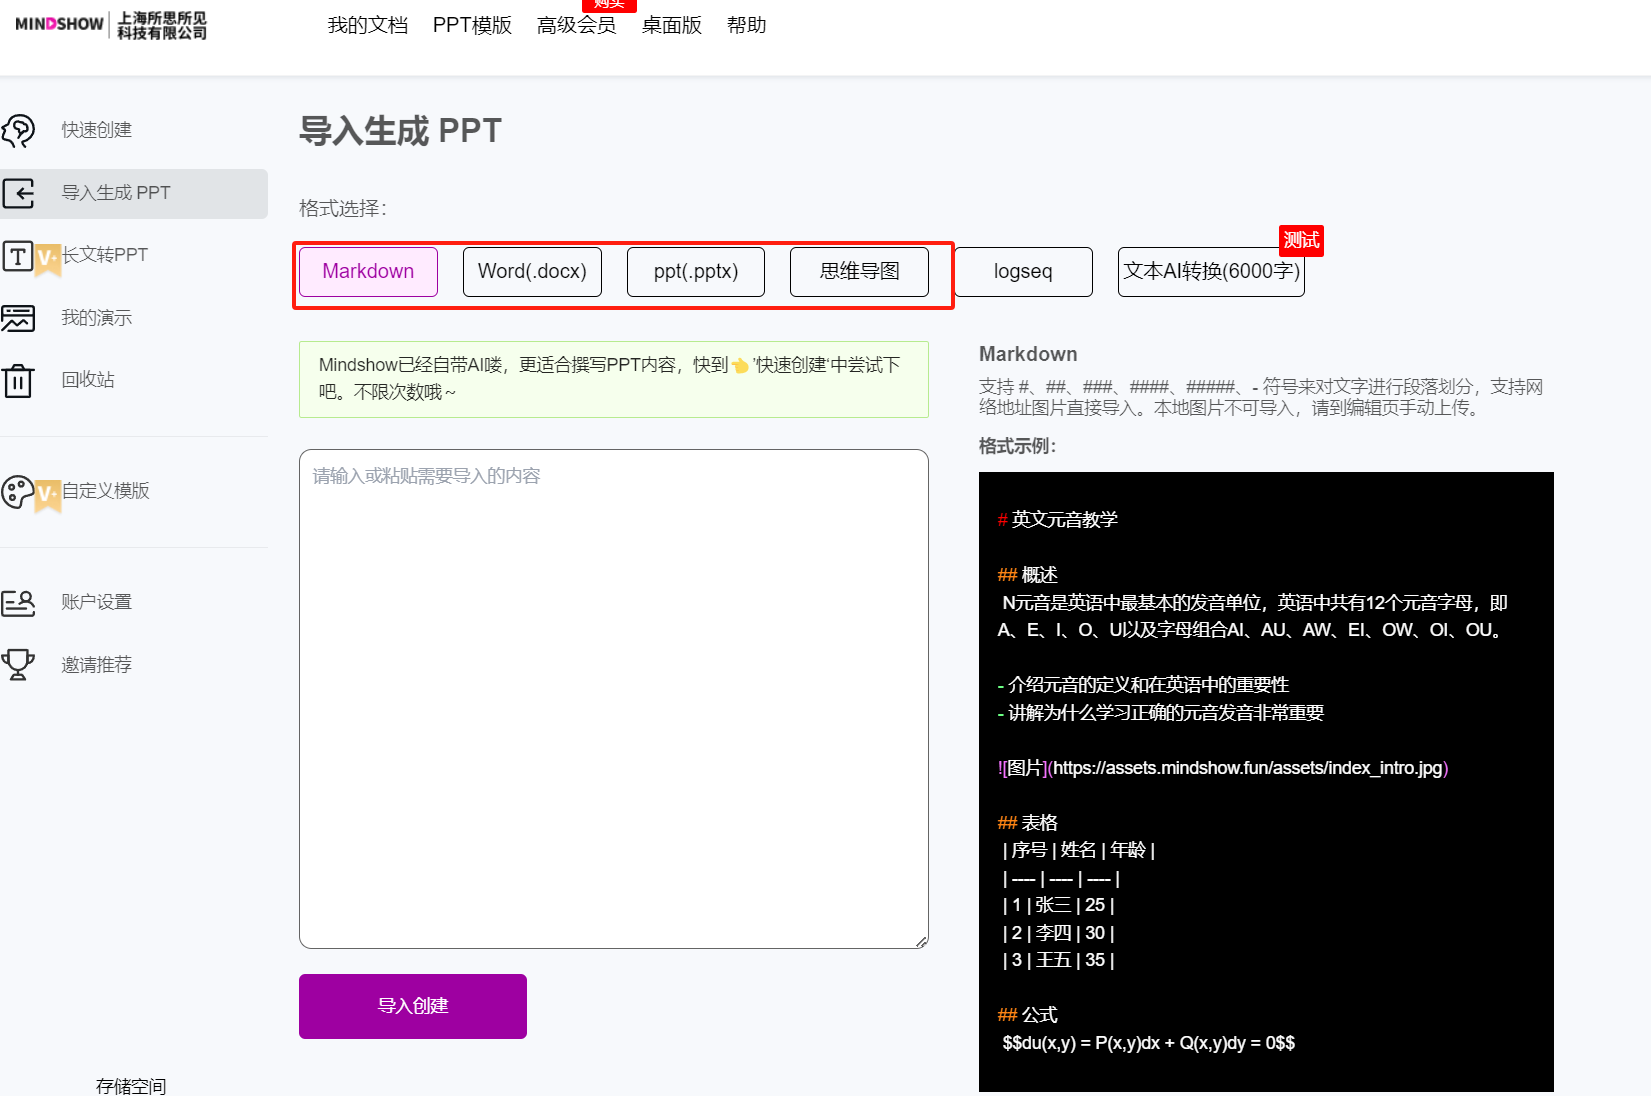 MINDSHOW 上海所思所见
科技有限公司
我的文档 PPT模版 高级会员 购买 桌面版 帮助
快速创建
导入生成 PPT
V+ 长文转PPT
我的演示
回收站
V+ 自定义模版
账户设置
邀请推荐
存储空间
导入生成 PPT
格式选择：
Markdown Word(.docx) ppt(.pptx) 思维导图 logseq 文本AI转换(6000字) 测试
Mindshow已经自带AI喽，更适合撰写PPT内容，快到👈'快速创建'中尝试下
吧。不限次数哦~
请输入或粘贴需要导入的内容
导入创建
Markdown
支持 #、##、###、####、#####、- 符号来对文字进行段落划分，支持网
络地址图片直接导入。本地图片不可导入，请到编辑页手动上传。
格式示例：
# 英文元音教学
## 概述
N元音是英语中最基本的发音单位，英语中共有12个元音字母，即
A、E、I、O、U以及字母组合AI、AU、AW、EI、OW、OI、OU。
- 介绍元音的定义和在英语中的重要性
- 讲解为什么学习正确的元音发音非常重要
![图片](https://assets.mindshow.fun/assets/index_intro.jpg)
## 表格
| 序号 | 姓名 | 年龄 |
| ---- | ---- | ---- |
| 1 | 张三 | 25 |
| 2 | 李四 | 30 |
| 3 | 王五 | 35 |
## 公式
$$du(x,y) = P(x,y)dx + Q(x,y)dy = 0$$